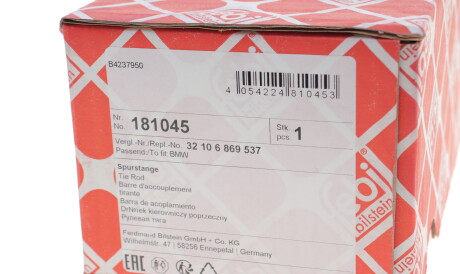 B4237950
4 054224 810453
Nr.
No. 181045
Stk.
pcs. 1
Vergl.-Nr./Repl.-No. 32 10 6 869 537
Passend/To fit: BMW
Spurstange
Tie Rod
Barre d'accouplement
tirante
Barra de acoplamiento
Drążek kierowniczy poprzeczny
Рулевая тяга
Ferdinand Bilstein GmbH + Co. KG
Wilhelmstr. 47 | 58256 Ennepetal | Germany
EAC
febi
bilstein